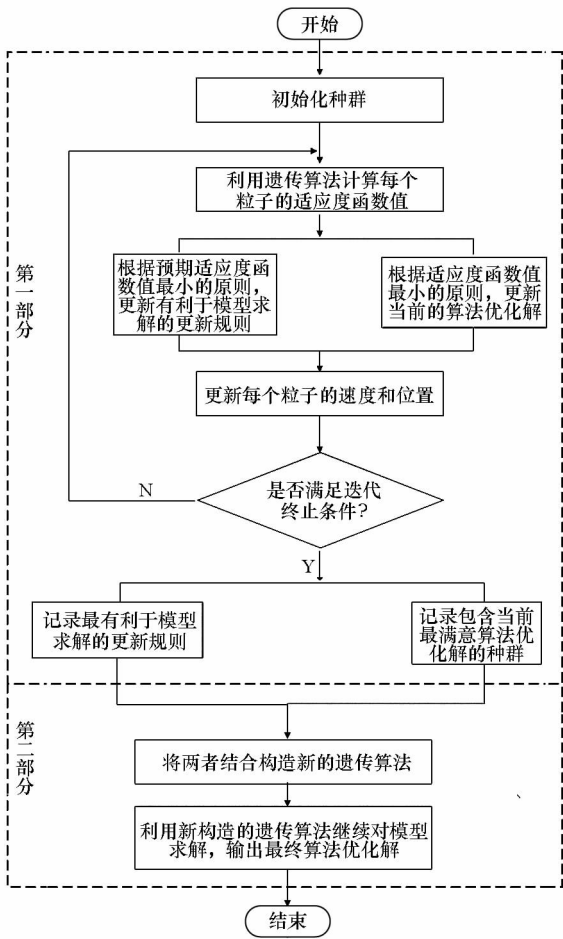 开始
初始化种群
利用遗传算法计算每个
粒子的适应度函数值
第一部分
根据预期适应度函
数值最小的原则,
更新有利于模型求
解的更新规则
根据适应度函数值
最小的原则,更新
当前的算法优化解
更新每个粒子的速度和位置
N
是否满足迭代
终止条件?
Y
记录最有利于模型
求解的更新规则
记录包含当前
最满意算法优
化解的种群
第二部分
将两者结合构造新的遗传算法
利用新构造的遗传算法继续对模型
求解,输出最终算法优化解
结束